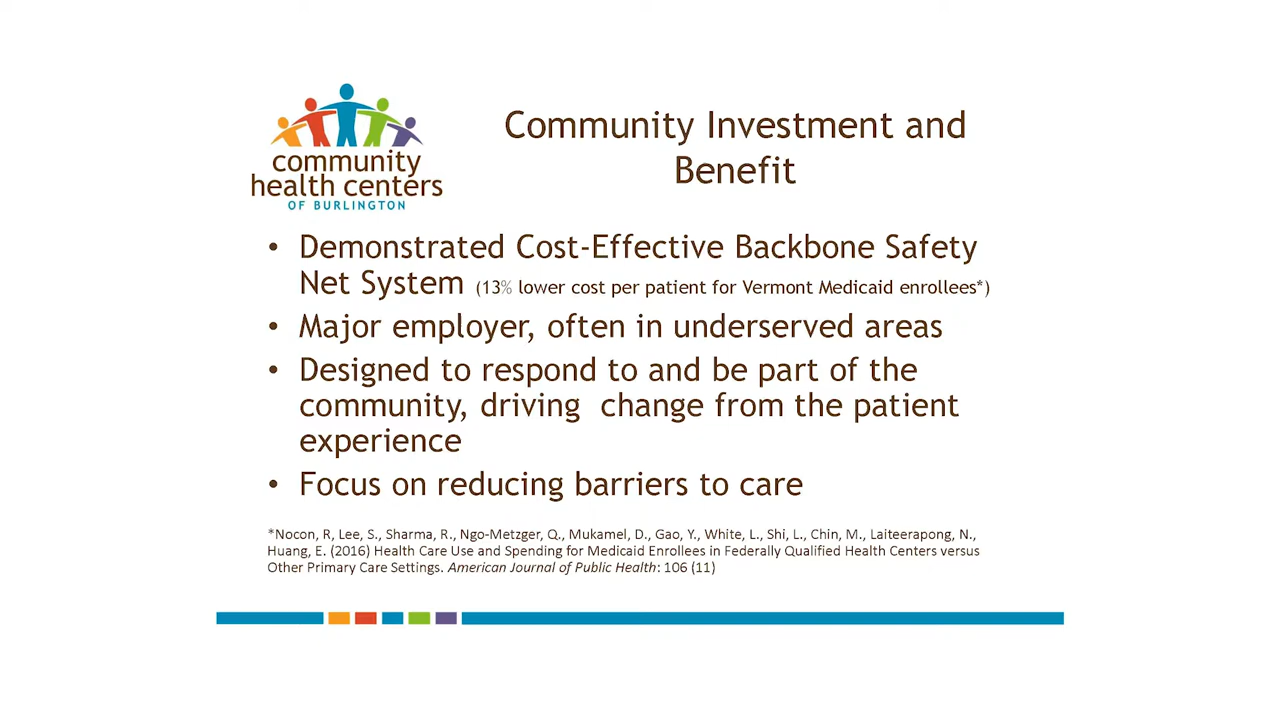 community
health centers
OF BURLINGTON
Community Investment and
Benefit
• Demonstrated Cost-Effective Backbone Safety
Net System (13% lower cost per patient for Vermont Medicaid enrollees*)
• Major employer, often in underserved areas
• Designed to respond to and be part of the
community, driving  change from the patient
experience
• Focus on reducing barriers to care
*Nocon, R, Lee, S., Sharma, R., Ngo-Metzger, Q., Mukamel, D., Gao, Y., White, L., Shi, L., Chin, M., Laiteerapong, N.,
Huang, E. (2016) Health Care Use and Spending for Medicaid Enrollees in Federally Qualified Health Centers versus
Other Primary Care Settings. American Journal of Public Health: 106 (11)